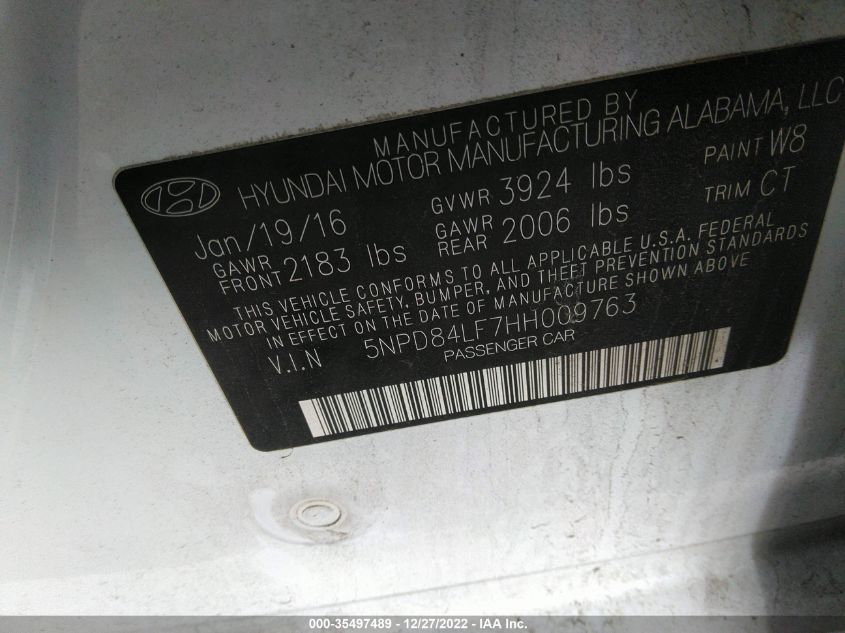 MANUFACTURED BY
HYUNDAI MOTOR MANUFACTURING ALABAMA, LLC
Jan/19/16 GVWR 3924 lbs PAINT W8
GAWR FRONT 2183 lbs GAWR REAR 2006 lbs TRIM CT
THIS VEHICLE CONFORMS TO ALL APPLICABLE U.S.A. FEDERAL
MOTOR VEHICLE SAFETY, BUMPER, AND THEFT PREVENTION STANDARDS
IN EFFECT ON THE DATE OF MANUFACTURE SHOWN ABOVE
V.I.N 5NPD84LF7HH009763
PASSENGER CAR
000-35497489 - 12/27/2022 - IAA Inc.